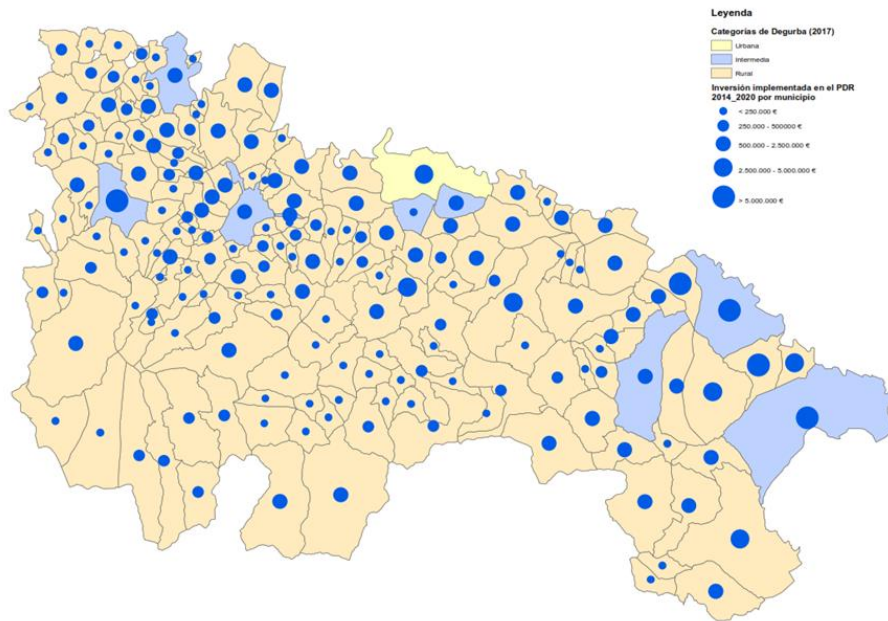 Leyenda
Categorías de Degurba (2017)
Urbana
Intermedia
Rural
Inversión implementada en el PDR
2014_2020 por municipio
< 250.000 €
250.000 - 500000 €
500.000 - 2.500.000 €
2.500.000 - 5.000.000 €
> 5.000.000 €